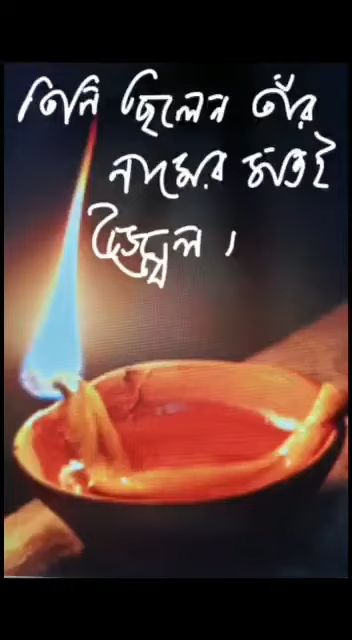 তিনি ছিলেন তাঁর
নামের মতই
উজ্জ্বল ।